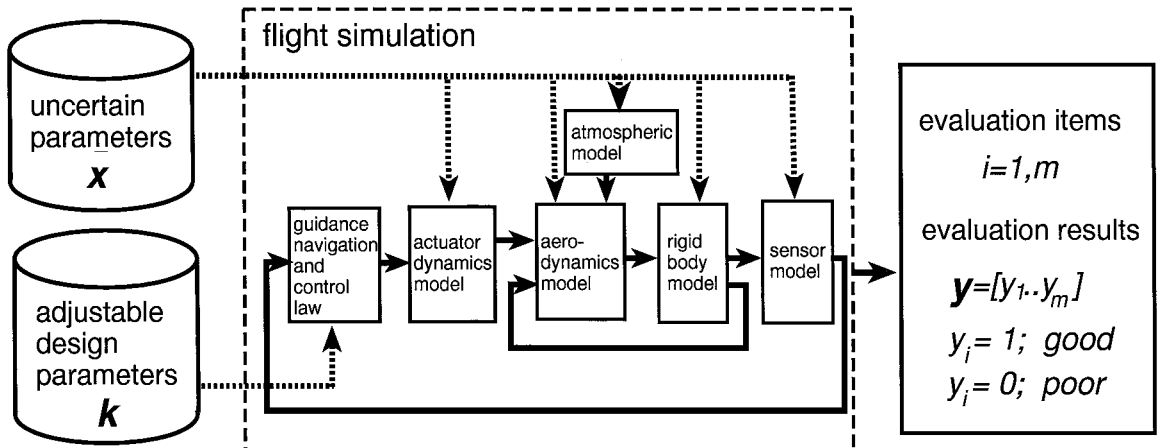 flight simulation
uncertain
parameters
x̄
adjustable
design
parameters
k
atmospheric
model
guidance
navigation
and
control
law
actuator
dynamics
model
aero-
dynamics
model
rigid
body
model
sensor
model
evaluation items
i=1,m
evaluation results
y=[y₁..yₘ]
yᵢ = 1; good
yᵢ = 0; poor